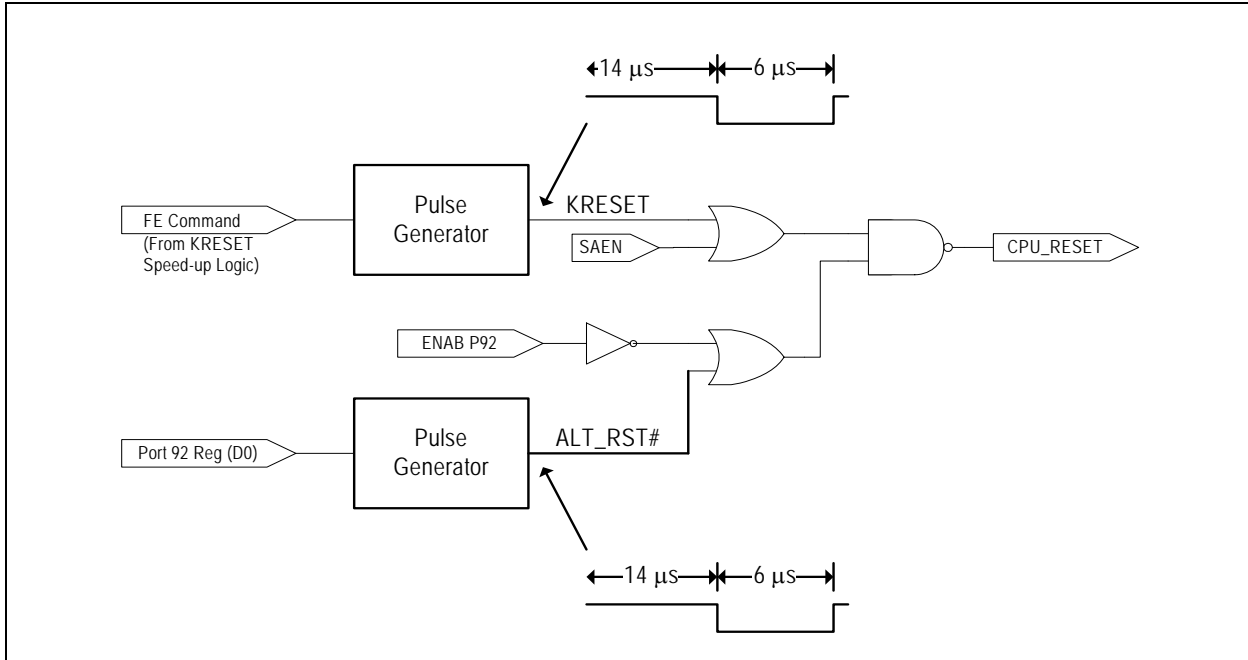 14 µs
6 µs
FE Command
(From KRESET
Speed-up Logic)
Pulse
Generator
KRESET
SAEN
CPU_RESET
ENAB P92
Port 92 Reg (D0)
Pulse
Generator
ALT_RST#
14 µs
6 µs